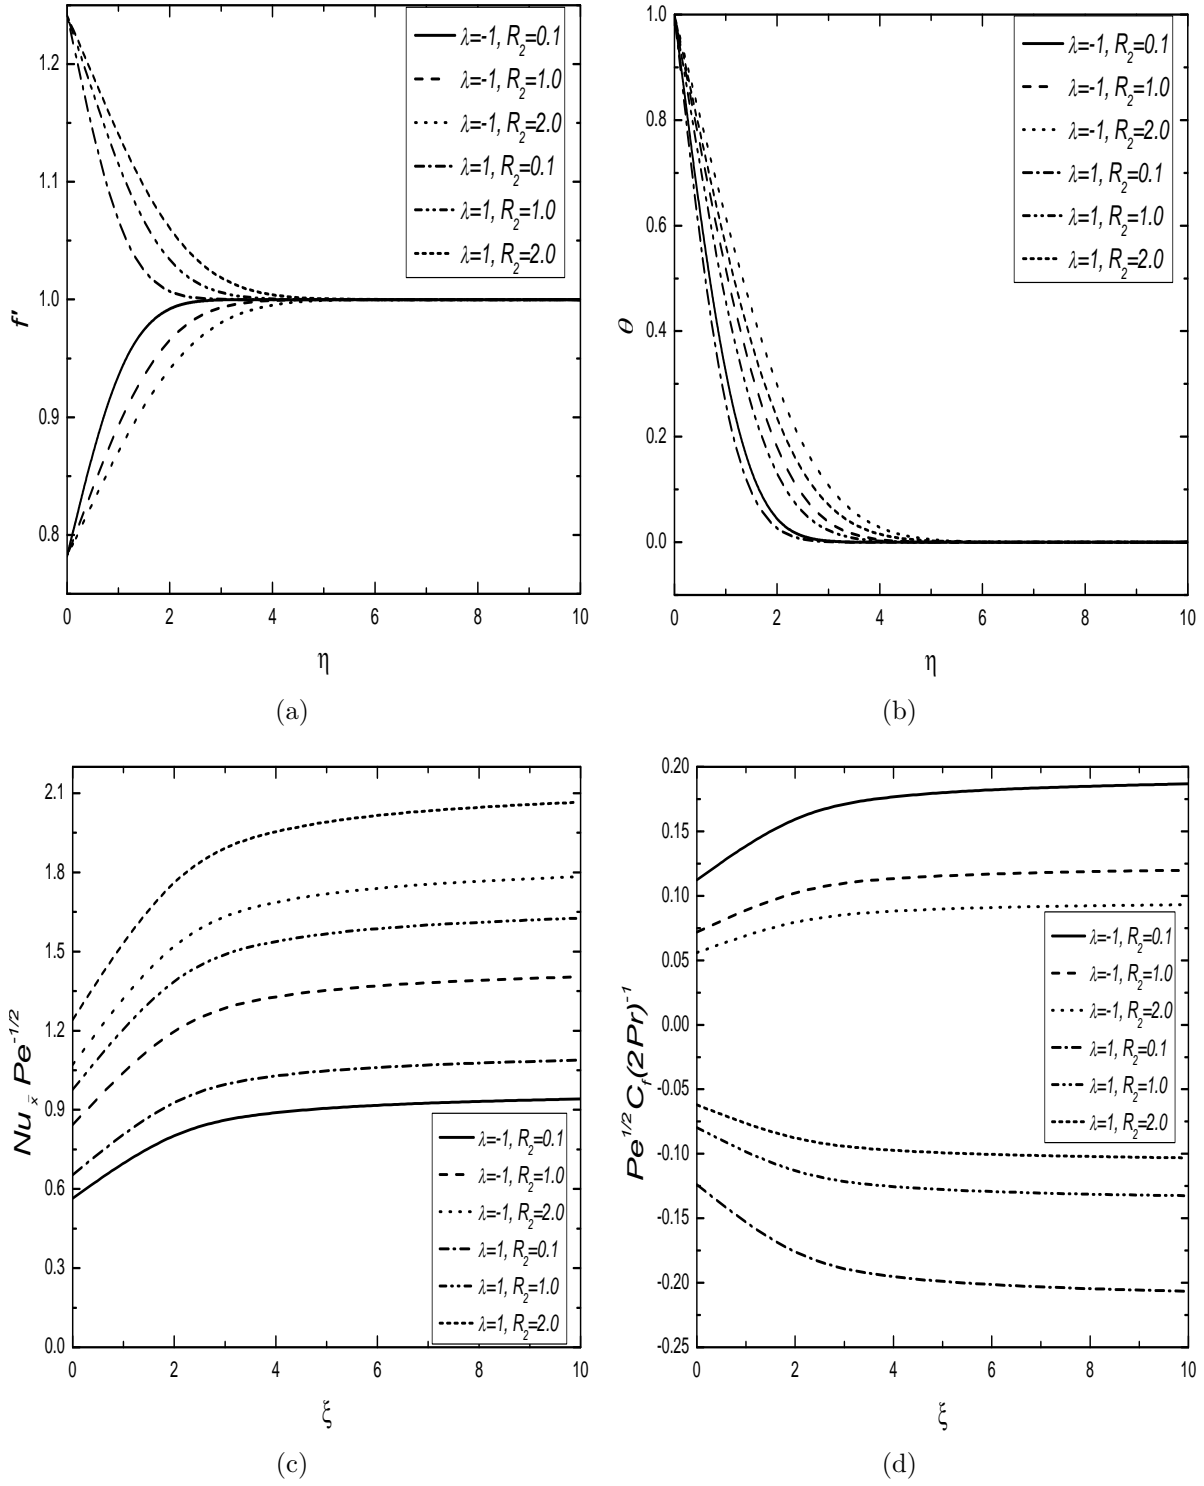 1.2
1.1
1.0
0.9
0.8
f'
0 2 4 6 8 10
η
λ=-1, R2=0.1
λ=-1, R2=1.0
λ=-1, R2=2.0
λ=1, R2=0.1
λ=1, R2=1.0
λ=1, R2=2.0
(a)
1.0
0.8
0.6
0.4
0.2
0.0
θ
0 2 4 6 8 10
η
λ=-1, R2=0.1
λ=-1, R2=1.0
λ=-1, R2=2.0
λ=1, R2=0.1
λ=1, R2=1.0
λ=1, R2=2.0
(b)
2.1
1.8
1.5
1.2
0.9
0.6
0.3
0.0
Nu_x̄ Pe^-1/2
0 2 4 6 8 10
ξ
λ=-1, R2=0.1
λ=-1, R2=1.0
λ=-1, R2=2.0
λ=1, R2=0.1
λ=1, R2=1.0
λ=1, R2=2.0
(c)
0.20
0.15
0.10
0.05
0.00
-0.05
-0.10
-0.15
-0.20
-0.25
Pe^1/2 C_f(2Pr)^-1
0 2 4 6 8 10
ξ
λ=-1, R2=0.1
λ=-1, R2=1.0
λ=-1, R2=2.0
λ=1, R2=0.1
λ=1, R2=1.0
λ=1, R2=2.0
(d)